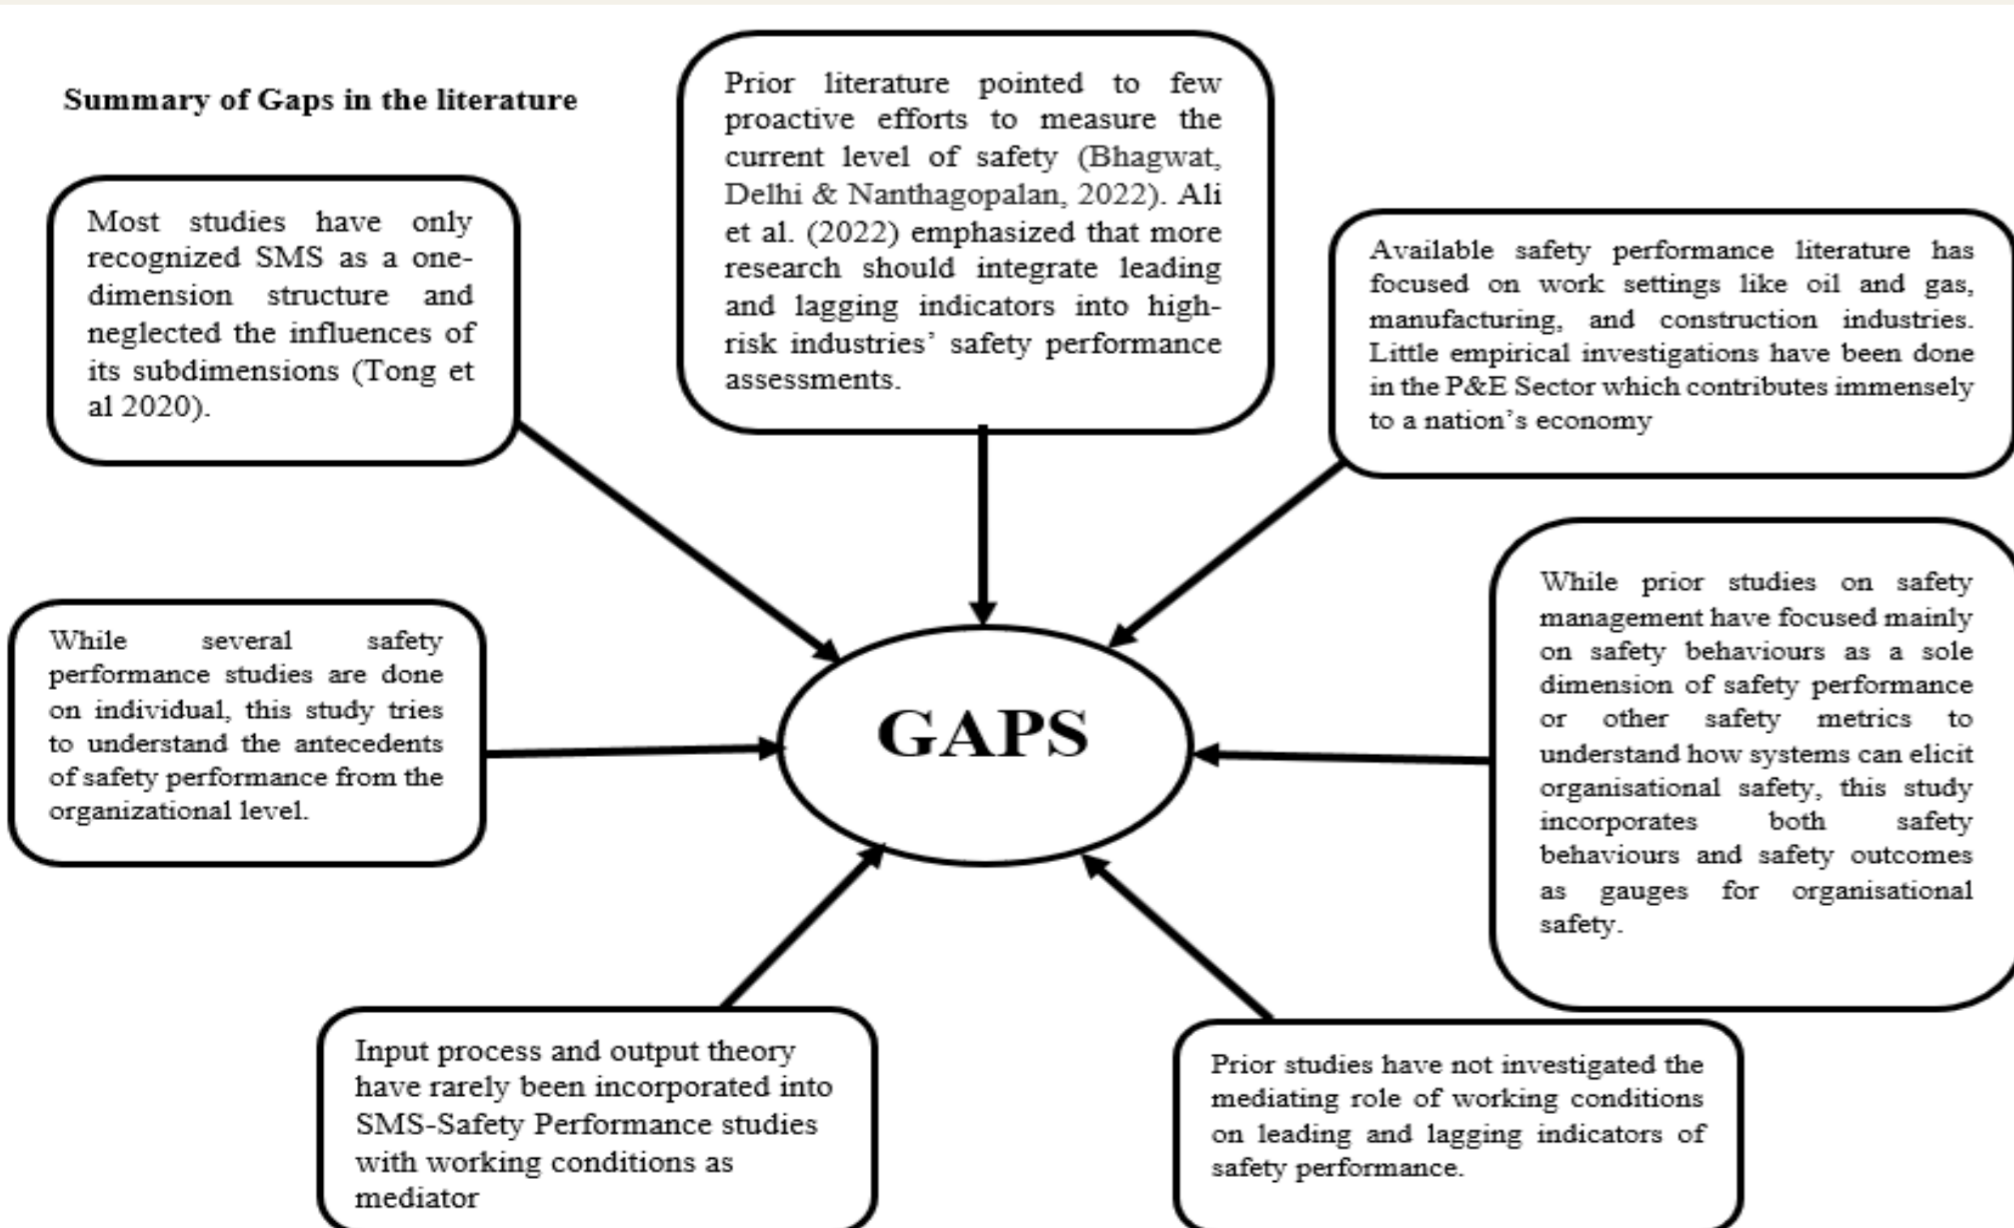 Summary of Gaps in the literature
Prior literature pointed to few
proactive efforts to measure the
current level of safety (Bhagwat,
Delhi & Nanthagopalan, 2022). Ali
et al. (2022) emphasized that more
research should integrate leading
and lagging indicators into high-
risk industries’ safety performance
assessments.
Most studies have only
recognized SMS as a one-
dimension structure and
neglected the influences of
its subdimensions (Tong et
al 2020).
Available safety performance literature has
focused on work settings like oil and gas,
manufacturing, and construction industries.
Little empirical investigations have been done
in the P&E Sector which contributes immensely
to a nation’s economy
While several safety
performance studies are done
on individual, this study tries
to understand the antecedents
of safety performance from the
organizational level.
GAPS
While prior studies on safety
management have focused mainly
on safety behaviours as a sole
dimension of safety performance
or other safety metrics to
understand how systems can elicit
organisational safety, this study
incorporates both safety
behaviours and safety outcomes
as gauges for organisational
safety.
Input process and output theory
have rarely been incorporated into
SMS-Safety Performance studies
with working conditions as
mediator
Prior studies have not investigated the
mediating role of working conditions
on leading and lagging indicators of
safety performance.